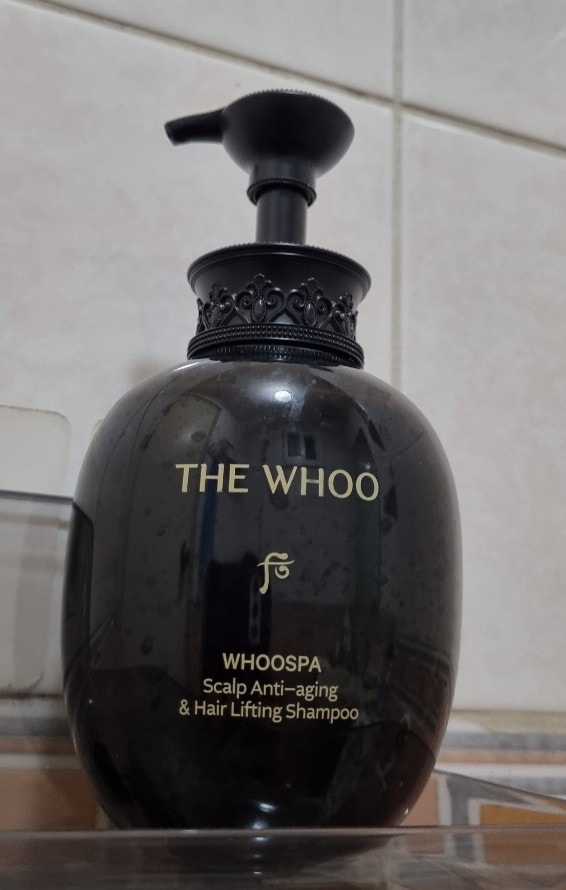 THE WHOO
WHOOSPA
Scalp Anti-aging
& Hair Lifting Shampoo